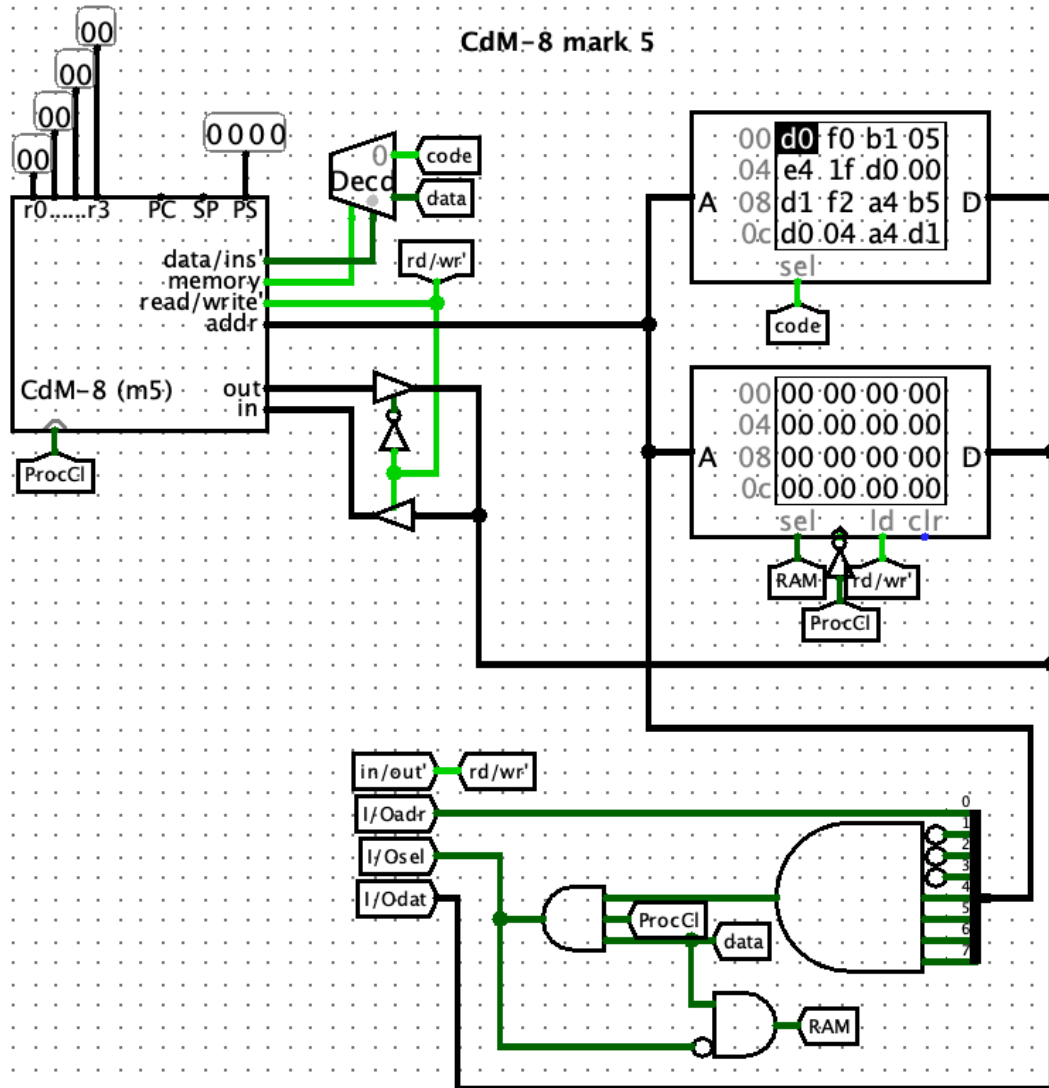 CdM-8 mark 5
00
00
00
00
0000
r0......r3 PC SP PS
data/ins'
memory
read/write'
addr
CdM-8 (m5)
out
in
ProcCl
0
Decd
code
data
rd/wr'
A
00 d0 f0 b1 05
04 e4 1f d0 00
08 d1 f2 a4 b5
0c d0 04 a4 d1
D
sel
code
A
00 00 00 00 00
04 00 00 00 00
08 00 00 00 00
0c 00 00 00 00
D
sel ld clr
RAM
rd/wr'
ProcCl
in/out' rd/wr'
I/Oadr
I/Osel
I/Odat
0
1
2
3
4
5
6
7
ProcCl
data
RAM